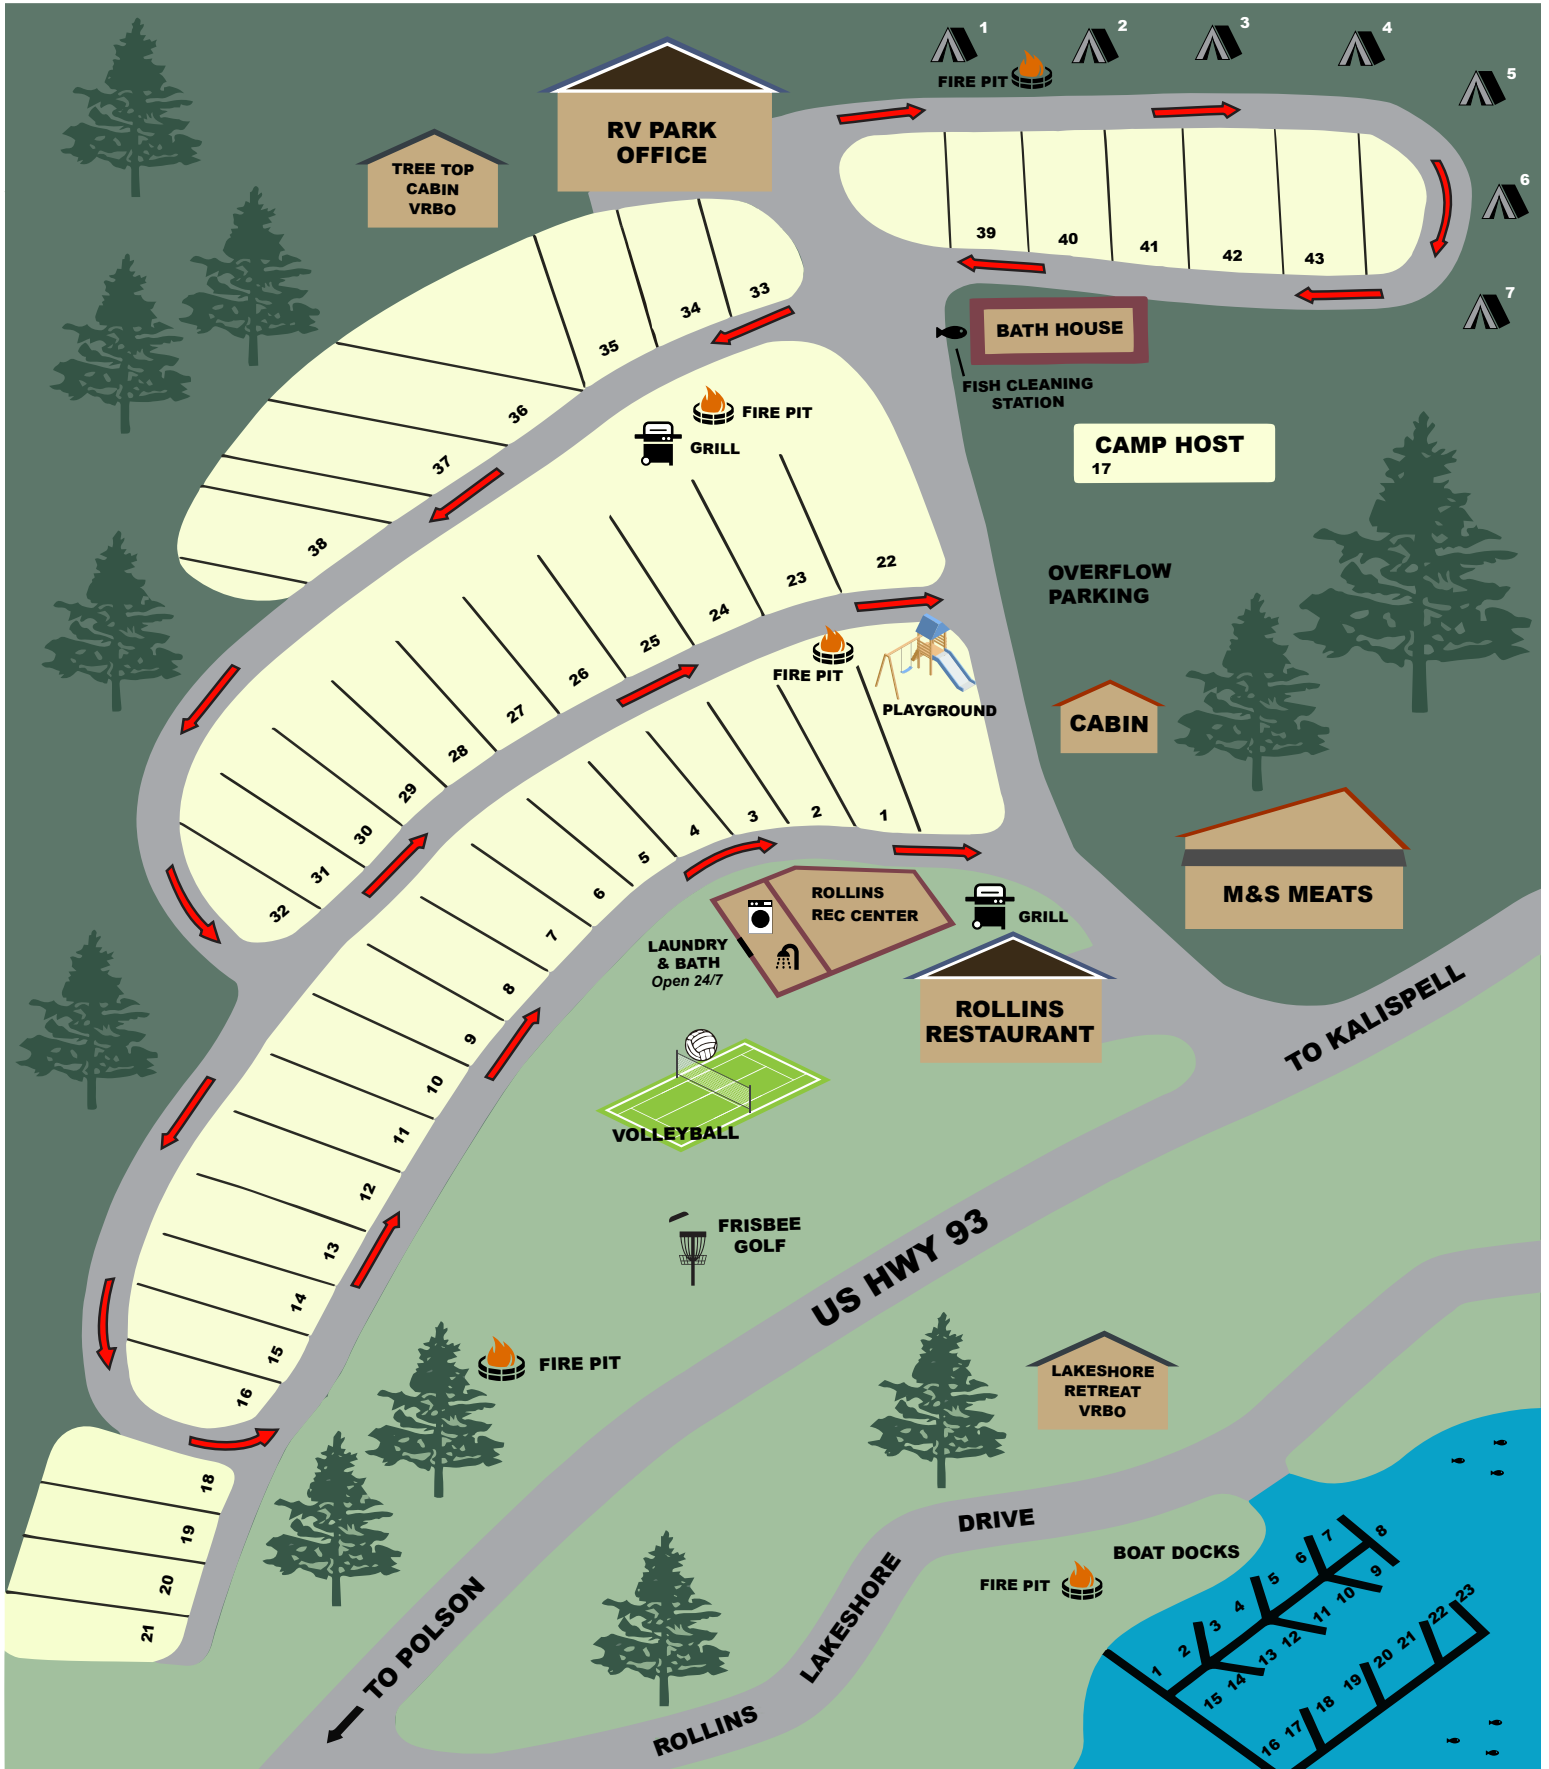 1
2
3
4
5
6
7
FIRE PIT
RV PARK
OFFICE
TREE TOP
CABIN
VRBO
39
40
41
42
43
33
34
35
36
37
38
BATH HOUSE
FISH CLEANING
STATION
CAMP HOST
17
FIRE PIT
GRILL
22
23
24
25
26
27
28
29
30
31
32
OVERFLOW
PARKING
FIRE PIT
PLAYGROUND
CABIN
M&S MEATS
1
2
3
4
5
6
7
8
9
10
11
12
13
14
15
16
18
19
20
21
ROLLINS
REC CENTER
LAUNDRY
& BATH
Open 24/7
GRILL
ROLLINS
RESTAURANT
VOLLEYBALL
FRISBEE
GOLF
FIRE PIT
TO KALISPELL
US HWY 93
TO POLSON
LAKESHORE
RETREAT
VRBO
ROLLINS
LAKESHORE
DRIVE
BOAT DOCKS
FIRE PIT
1
2
3
4
5
6
7
8
9
10
11
12
13
14
15
16
17
18
19
20
21
22
23